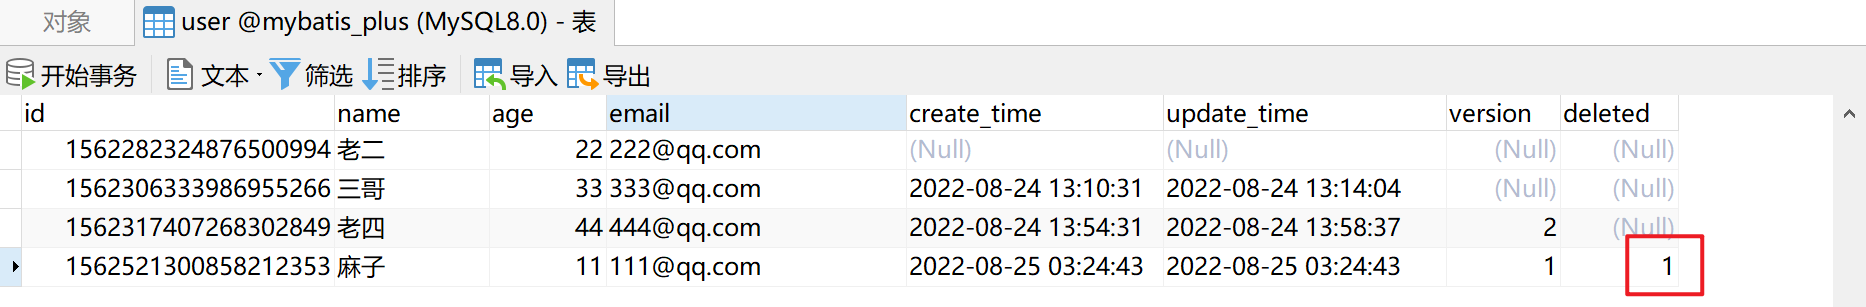 对象 user @mybatis_plus (MySQL8.0) - 表
开始事务 文本 筛选 排序 导入 导出
id name age email create_time update_time version deleted
1562282324876500994 老二 22 222@qq.com (Null) (Null) (Null) (Null)
1562306333986955266 三哥 33 333@qq.com 2022-08-24 13:10:31 2022-08-24 13:14:04 (Null) (Null)
1562317407268302849 老四 44 444@qq.com 2022-08-24 13:54:31 2022-08-24 13:58:37 2 (Null)
1562521300858212353 麻子 11 111@qq.com 2022-08-25 03:24:43 2022-08-25 03:24:43 1 1